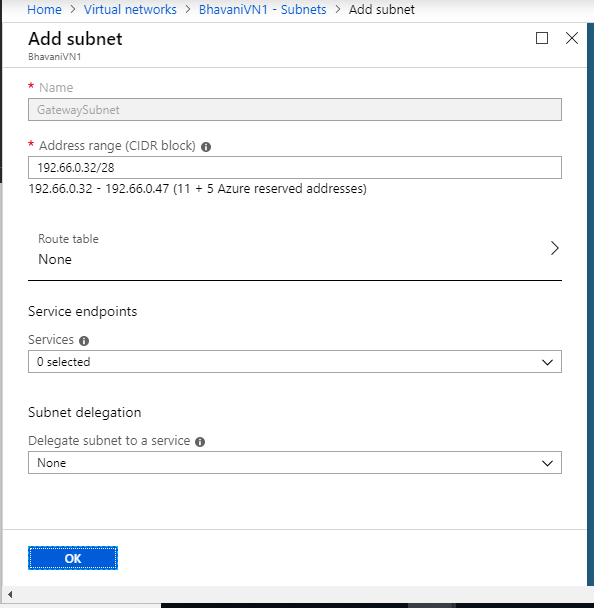 Home > Virtual networks > BhavaniVN1 - Subnets > Add subnet
Add subnet
BhavaniVN1
* Name
GatewaySubnet
* Address range (CIDR block)
192.66.0.32/28
192.66.0.32 - 192.66.0.47 (11 + 5 Azure reserved addresses)
Route table
None
Service endpoints
Services
0 selected
Subnet delegation
Delegate subnet to a service
None
OK